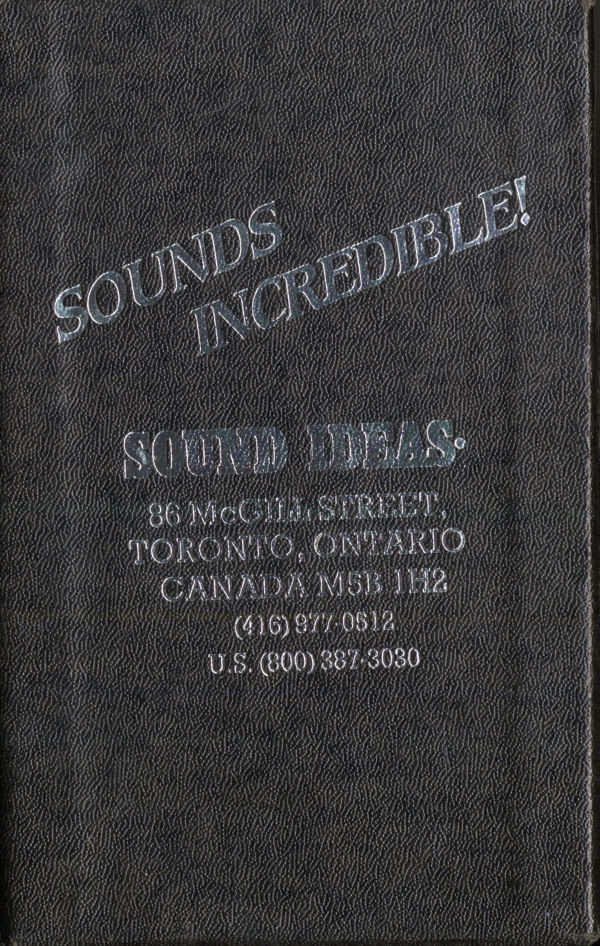 SOUNDS
INCREDIBLE!
SOUND IDEAS®
86 McGILL STREET,
TORONTO, ONTARIO
CANADA M5B 1H2
(416) 977-0512
U.S. (800) 387-3030